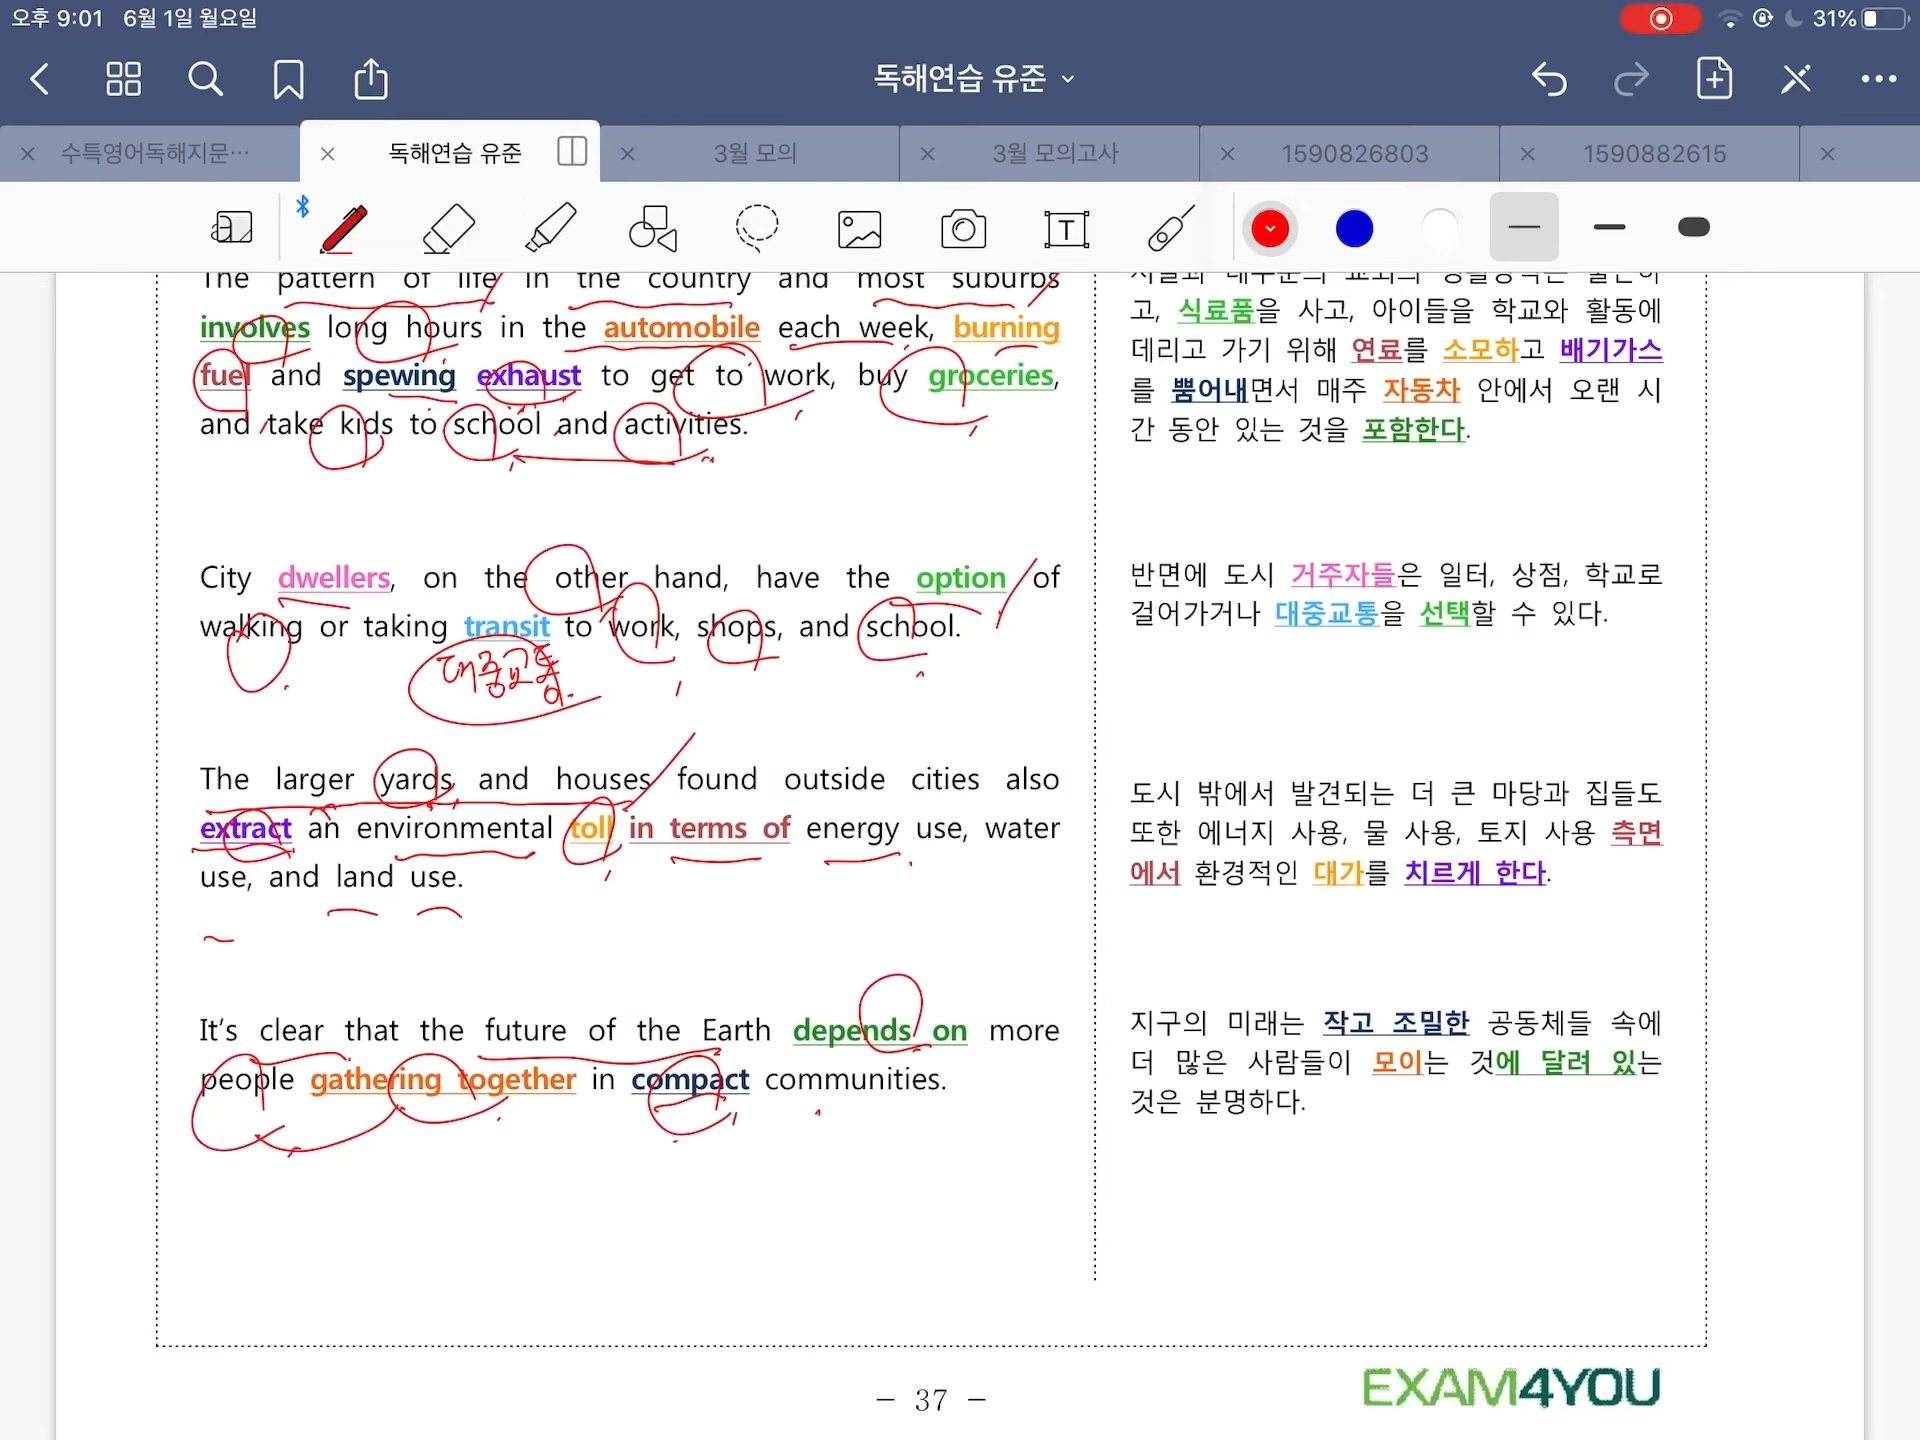 오후 9:01 6월 1일 월요일
31%
독해연습 유준
수특영어독해지문…
독해연습 유준
3월 모의
3월 모의고사
1590826803
1590882615
The pattern of life in the country and most suburbs
involves long hours in the automobile each week, burning
fuel and spewing exhaust to get to work, buy groceries,
and take kids to school and activities.
고, 식료품을 사고, 아이들을 학교와 활동에
데리고 가기 위해 연료를 소모하고 배기가스
를 뿜어내면서 매주 자동차 안에서 오랜 시
간 동안 있는 것을 포함한다.
City dwellers, on the other hand, have the option of
walking or taking transit to work, shops, and school.
대중교통
반면에 도시 거주자들은 일터, 상점, 학교로
걸어가거나 대중교통을 선택할 수 있다.
The larger yards and houses found outside cities also
extract an environmental toll in terms of energy use, water
use, and land use.
도시 밖에서 발견되는 더 큰 마당과 집들도
또한 에너지 사용, 물 사용, 토지 사용 측면
에서 환경적인 대가를 치르게 한다.
It's clear that the future of the Earth depends on more
people gathering together in compact communities.
지구의 미래는 작고 조밀한 공동체들 속에
더 많은 사람들이 모이는 것에 달려 있는
것은 분명하다.
- 37 -
EXAM4YOU